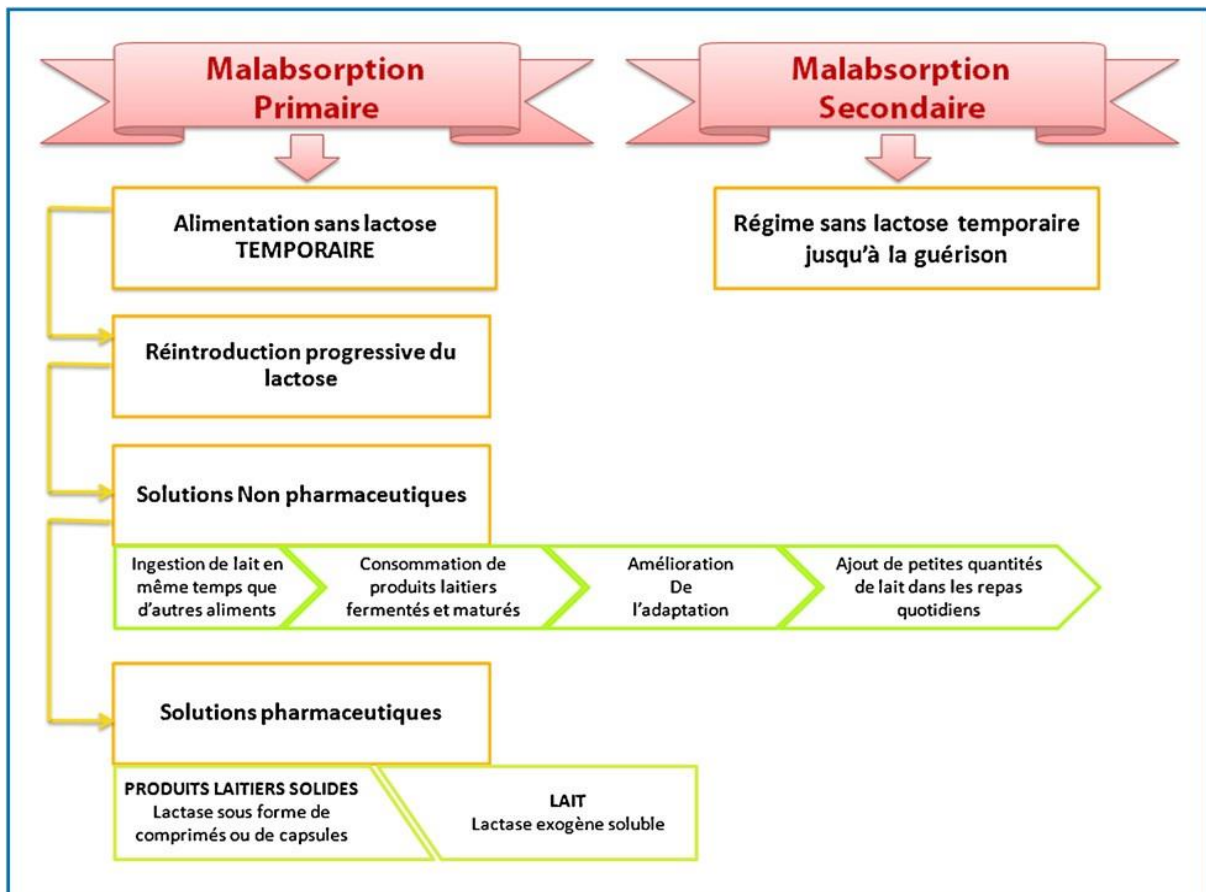 Malabsorption
Primaire
Malabsorption
Secondaire
Alimentation sans lactose
TEMPORAIRE
Régime sans lactose temporaire
jusqu'à la guérison
Réintroduction progressive du
lactose
Solutions Non pharmaceutiques
Ingestion de lait en
même temps que
d'autres aliments
Consommation de
produits laitiers
fermentés et maturés
Amélioration
De
l'adaptation
Ajout de petites quantités
de lait dans les repas
quotidiens
Solutions pharmaceutiques
PRODUITS LAITIERS SOLIDES
Lactase sous forme de
comprimés ou de capsules
LAIT
Lactase exogène soluble